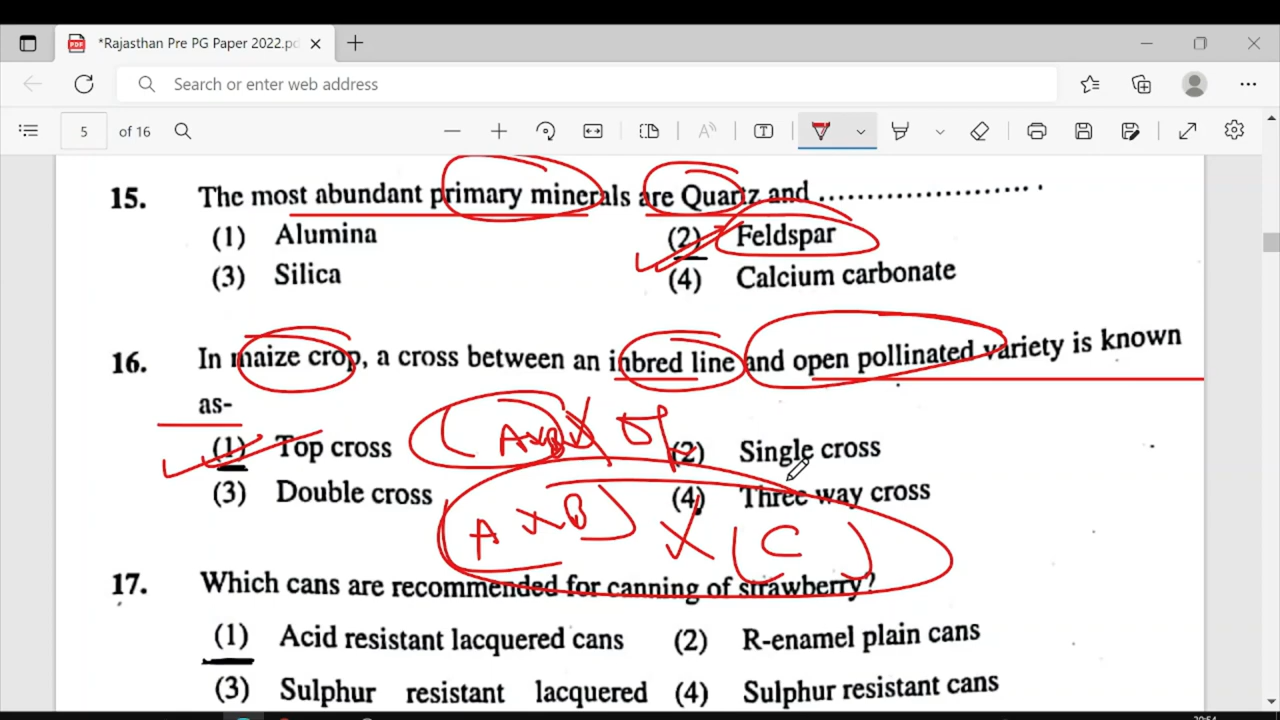 *Rajasthan Pre PG Paper 2022.pd
Search or enter web address
5 of 16
15. The most abundant primary minerals are Quartz and .......................
(1) Alumina (2) Feldspar
(3) Silica (4) Calcium carbonate
16. In maize crop, a cross between an inbred line and open pollinated variety is known
as-
(1) Top cross (2) Single cross
(3) Double cross (4) Three way cross
A×B × OP
(A×B) × (C)
17. Which cans are recommended for canning of strawberry?
(1) Acid resistant lacquered cans (2) R-enamel plain cans
(3) Sulphur resistant lacquered (4) Sulphur resistant cans